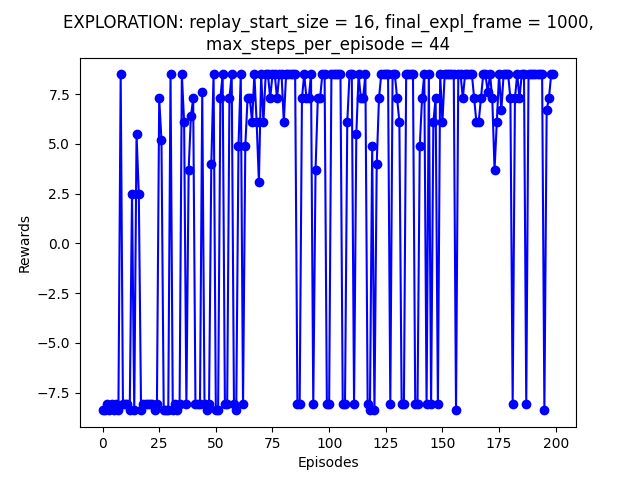 EXPLORATION: replay_start_size = 16, final_expl_frame = 1000,
max_steps_per_episode = 44
7.5
5.0
2.5
0.0
−2.5
−5.0
−7.5
Rewards
0 25 50 75 100 125 150 175 200
Episodes